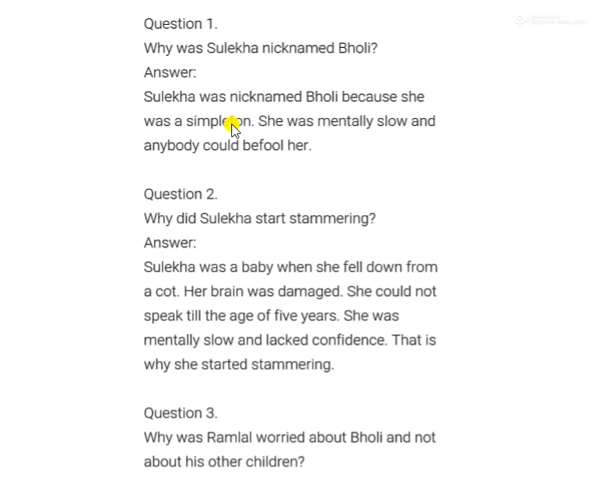 Question 1.
Why was Sulekha nicknamed Bholi?
Answer:
Sulekha was nicknamed Bholi because she
was a simpleton. She was mentally slow and
anybody could befool her.
Question 2.
Why did Sulekha start stammering?
Answer:
Sulekha was a baby when she fell down from
a cot. Her brain was damaged. She could not
speak till the age of five years. She was
mentally slow and lacked confidence. That is
why she started stammering.
Question 3.
Why was Ramlal worried about Bholi and not
about his other children?